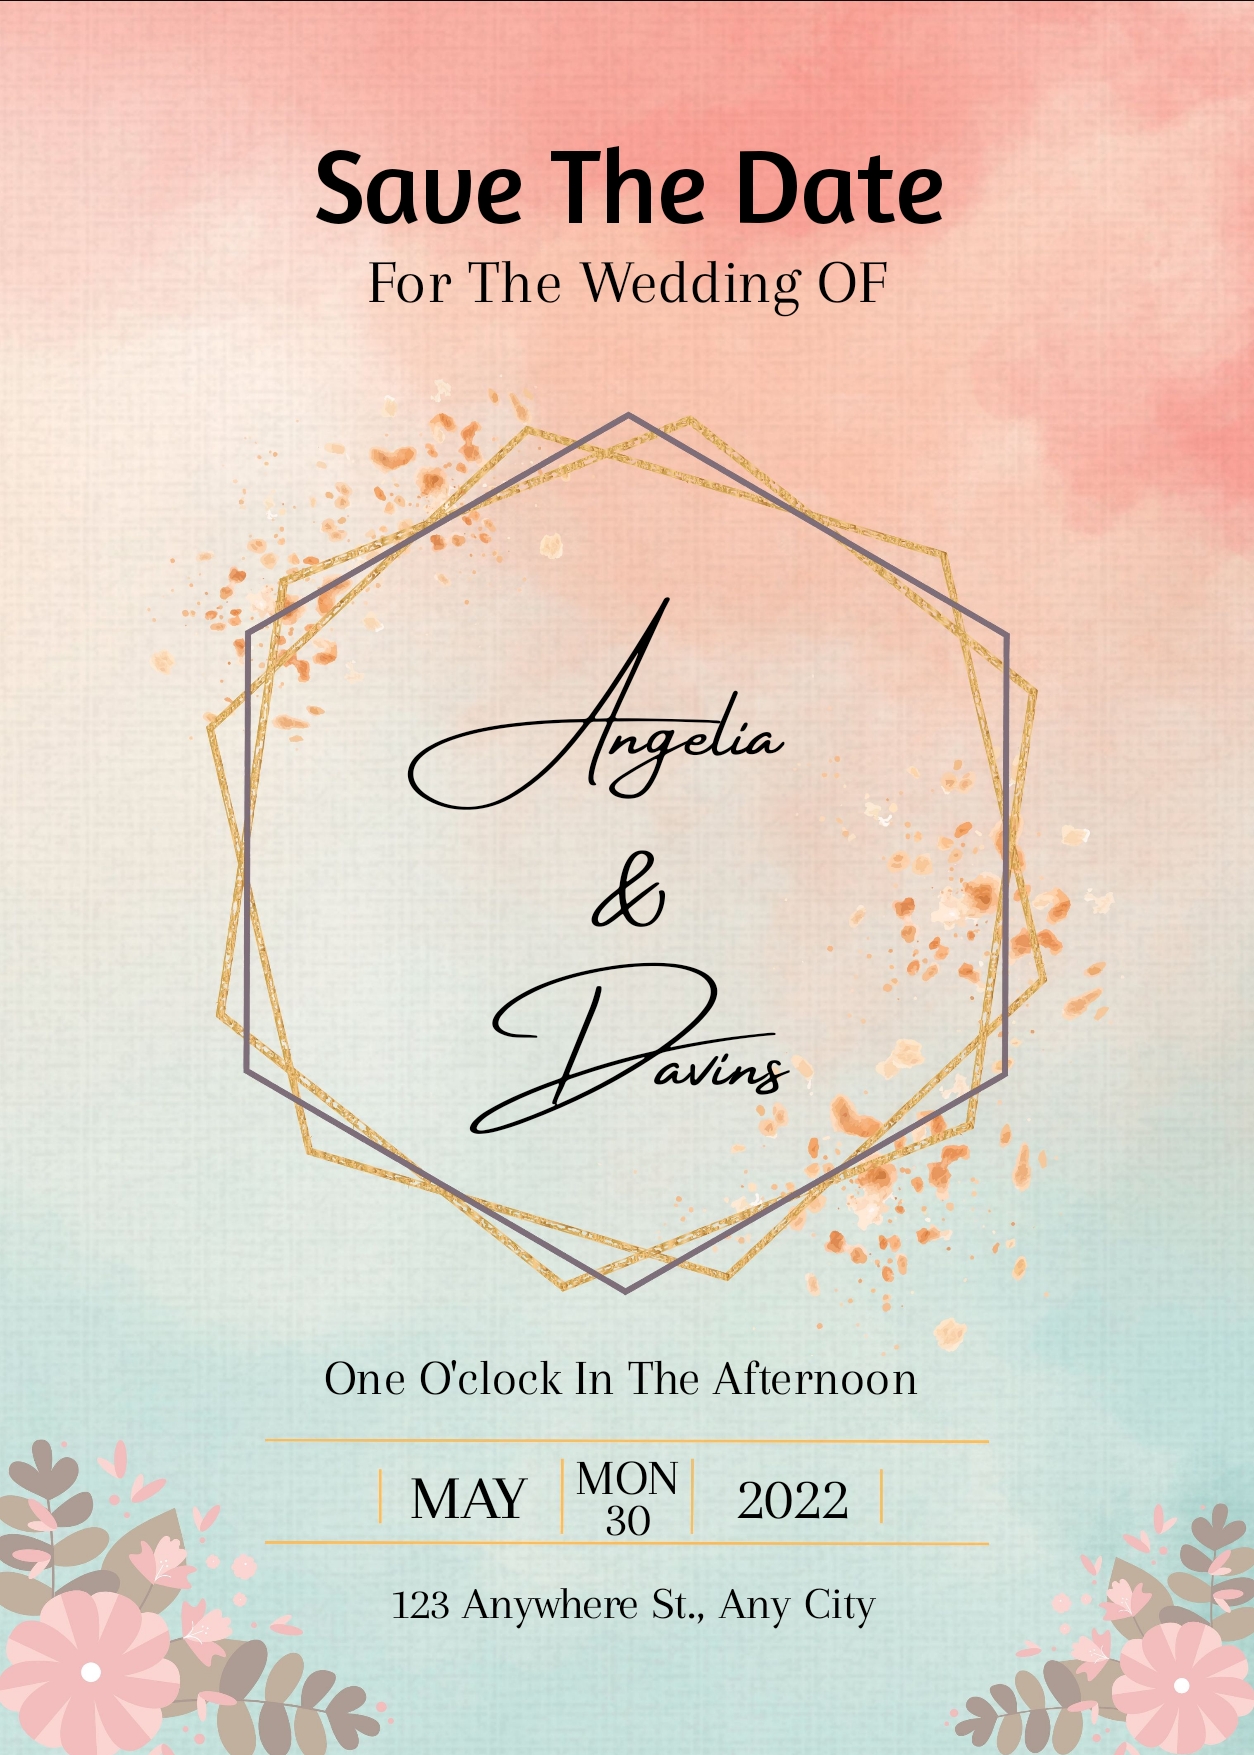 Save The Date
For The Wedding OF
Angelia
&
Davins
One O'clock In The Afternoon
MAY
MON
30
2022
123 Anywhere St., Any City